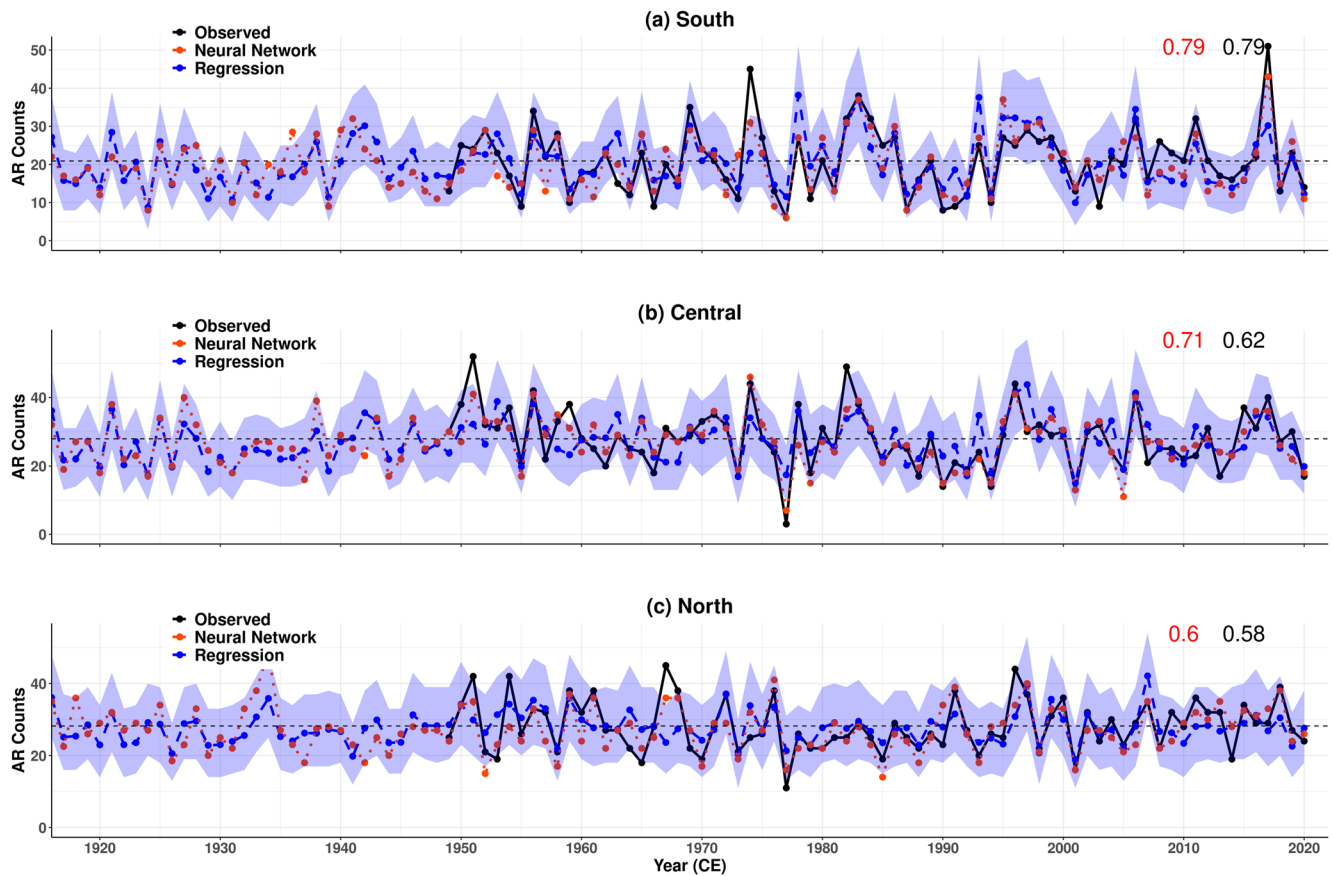 (a) South
Observed
Neural Network
Regression
0.79 0.79
AR Counts
50
40
30
20
10
0
(b) Central
Observed
Neural Network
Regression
0.71 0.62
AR Counts
40
20
0
(c) North
Observed
Neural Network
Regression
0.6 0.58
AR Counts
40
20
0
1920 1930 1940 1950 1960 1970 1980 1990 2000 2010 2020
Year (CE)